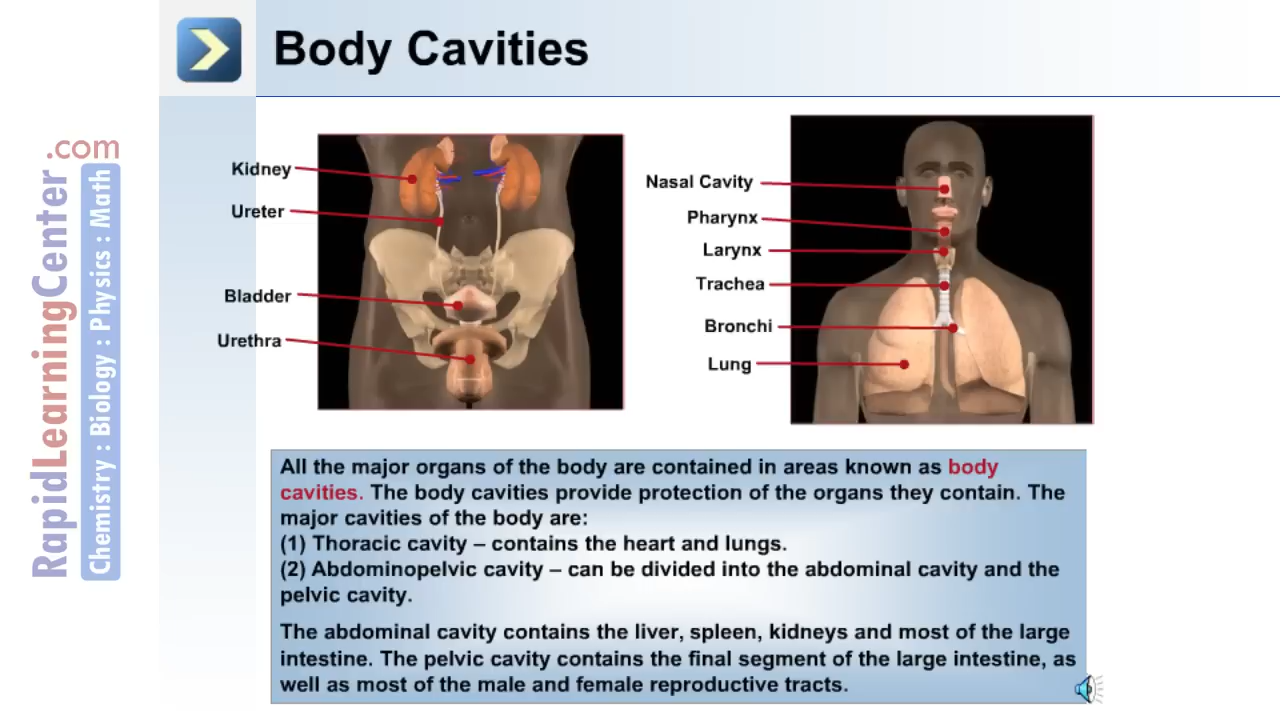 Body Cavities
RapidLearningCenter.com
Chemistry : Biology : Physics : Math
Kidney
Ureter
Bladder
Urethra
Nasal Cavity
Pharynx
Larynx
Trachea
Bronchi
Lung
All the major organs of the body are contained in areas known as body
cavities. The body cavities provide protection of the organs they contain. The
major cavities of the body are:
(1) Thoracic cavity – contains the heart and lungs.
(2) Abdominopelvic cavity – can be divided into the abdominal cavity and the
pelvic cavity.
The abdominal cavity contains the liver, spleen, kidneys and most of the large
intestine. The pelvic cavity contains the final segment of the large intestine, as
well as most of the male and female reproductive tracts.